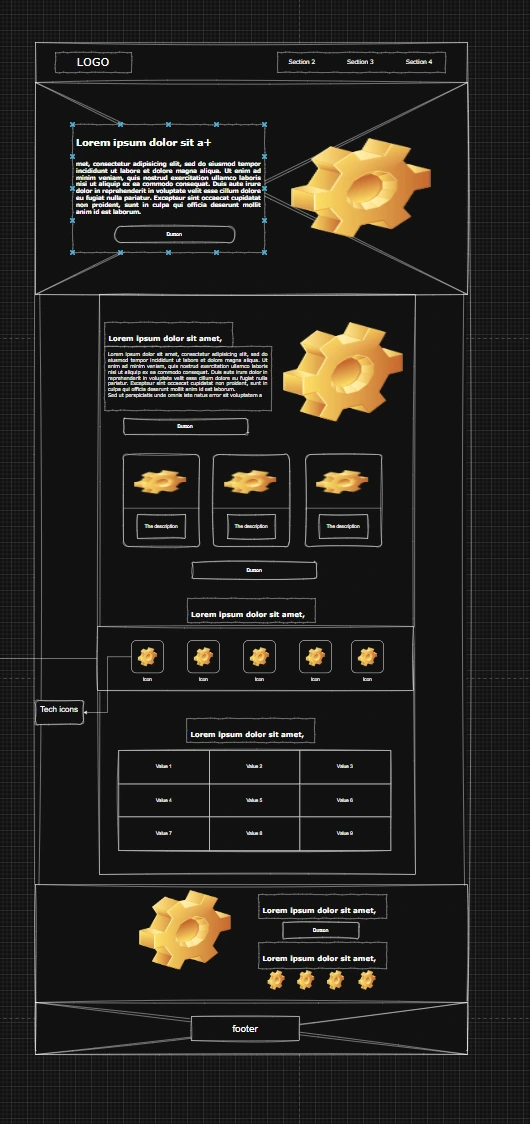 LOGO
Section 2
Section 3
Section 4
Lorem ipsum dolor sit a+
met, consectetur adipisicing elit, sed do eiusmod tempor
incididunt ut labore et dolore magna aliqua. Ut enim ad
minim veniam, quis nostrud exercitation ullamco laboris
nisi ut aliquip ex ea commodo consequat. Duis aute irure
dolor in reprehenderit in voluptate velit esse cillum dolore
eu fugiat nulla pariatur. Excepteur sint occaecat cupidatat
non proident, sunt in culpa qui officia deserunt mollit
anim id est laborum.
Button
Lorem ipsum dolor sit amet,
Lorem ipsum dolor sit amet, consectetur adipisicing elit, sed do
eiusmod tempor incididunt ut labore et dolore magna aliqua. Ut
enim ad minim veniam, quis nostrud exercitation ullamco laboris
nisi ut aliquip ex ea commodo consequat. Duis aute irure dolor in
reprehenderit in voluptate velit esse cillum dolore eu fugiat nulla
pariatur. Excepteur sint occaecat cupidatat non proident, sunt in
culpa qui officia deserunt mollit anim id est laborum.
Sed ut perspiciatis unde omnis iste natus error sit voluptatem a
Button
The description
The description
The description
Button
Lorem ipsum dolor sit amet,
Icon
Icon
Icon
Icon
Icon
Tech icons
Lorem ipsum dolor sit amet,
Value 1
Value 2
Value 3
Value 4
Value 5
Value 6
Value 7
Value 8
Value 9
Lorem ipsum dolor sit amet,
Button
Lorem ipsum dolor sit amet,
footer